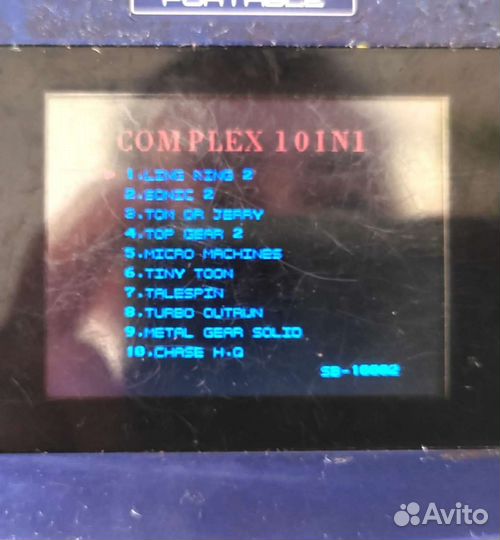 PORTABLE
COMPLEX 10IN1
1.LING KING 2
2.SONIC 2
3.TOM OR JERRY
4.TOP GEAR 2
5.MICRO MACHINES
6.TINY TOON
7.TALESPIN
8.TURBO OUTRUN
9.METAL GEAR SOLID
10.CHASE H.Q
SB-10002
Avito